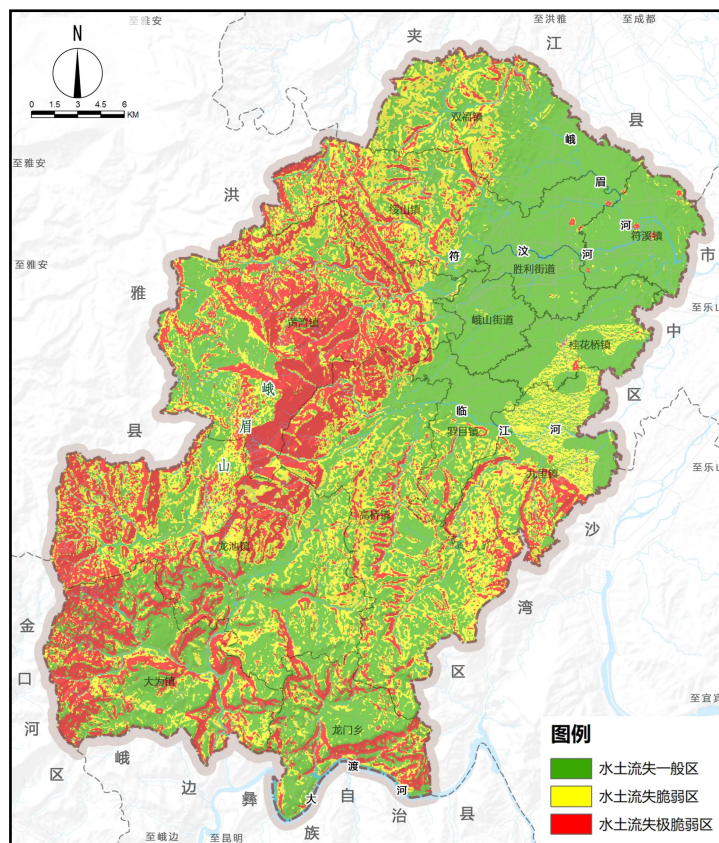 至雅安
至洪雅
至成都
N
夹
江
县
0 1.5 3 4.5 6
KM
双福镇
峨
眉
河
至雅安
洪
绥山镇
符溪镇
符
汶
河
市
胜利街道
至雅安
雅
中
至乐山
峨山街道
黄湾镇
桂花桥镇
区
峨
眉
山
临
江
河
罗目镇
县
九里镇
至乐山
高桥镇
沙
龙池镇
湾
金
口
河
区
大为镇
区
至宜宾
龙门乡
图例
水土流失一般区
水土流失脆弱区
水土流失极脆弱区
峨
边
彝
族
自
治
县
大
渡
河
至峨边
至昆明